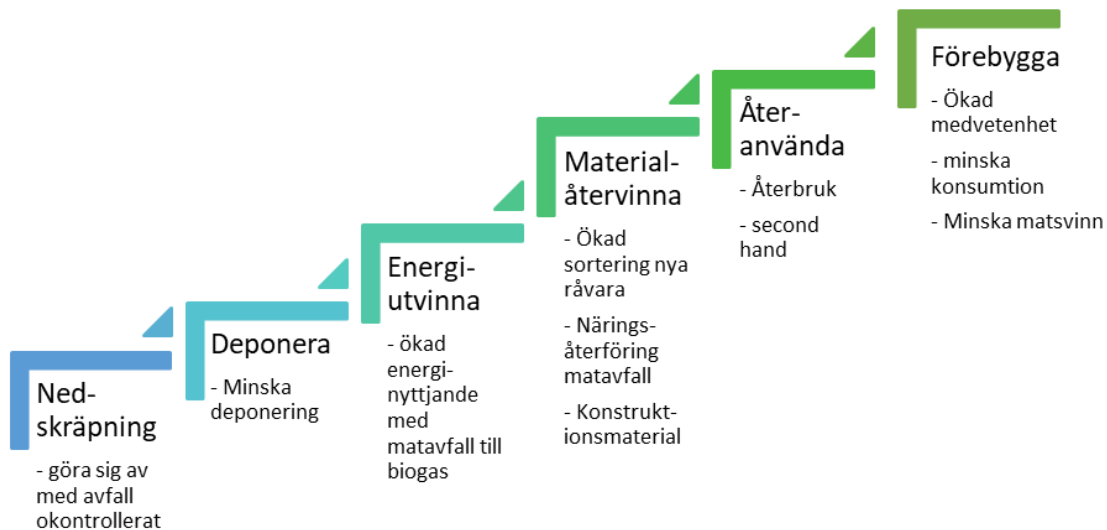 Ned-
skräpning
- göra sig av
med avfall
okontrollerat
Deponera
- Minska
deponering
Energi-
utvinna
- ökad
energi-
nyttjande
med
matavfall till
biogas
Material-
återvinna
- Ökad
sortering nya
råvara
- Närings-
återföring
matavfall
- Konstrukt-
ionsmaterial
Åter-
använda
- Återbruk
- second
hand
Förebygga
- Ökad
medvetenhet
- minska
konsumtion
- Minska matsvinn